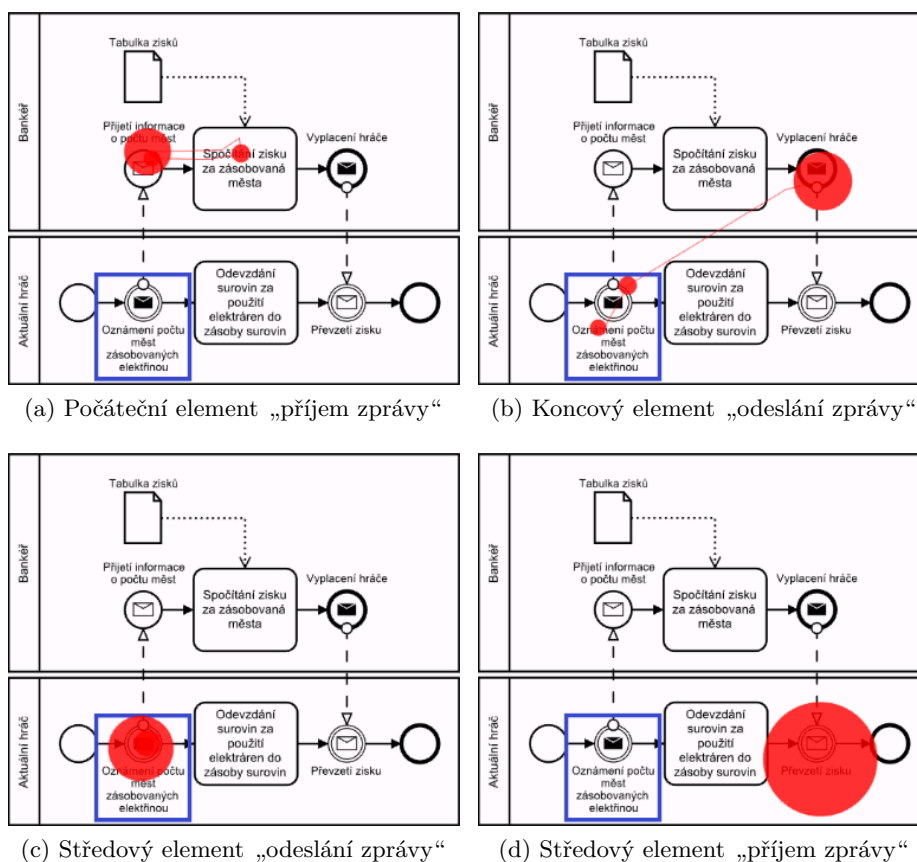 Bankéř
Tabulka zisků
Přijetí informace
o počtu měst
Spočítání zisku
za zásobovaná
města
Vyplacení hráče
Aktuální hráč
Oznámení počtu
měst
zásobovaných
elektřinou
Odevzdání
surovin za
použití
elektráren do
zásoby surovin
Převzetí zisku
(a) Počáteční element „příjem zprávy“
Bankéř
Tabulka zisků
Přijetí informace
o počtu měst
Spočítání zisku
za zásobovaná
města
Vyplacení hráče
Aktuální hráč
Oznámení počtu
měst
zásobovaných
elektřinou
Odevzdání
surovin za
použití
elektráren do
zásoby surovin
Převzetí zisku
(b) Koncový element „odeslání zprávy“
Bankéř
Tabulka zisků
Přijetí informace
o počtu měst
Spočítání zisku
za zásobovaná
města
Vyplacení hráče
Aktuální hráč
Oznámení počtu
měst
zásobovaných
elektřinou
Odevzdání
surovin za
použití
elektráren do
zásoby surovin
Převzetí zisku
(c) Středový element „odeslání zprávy“
Bankéř
Tabulka zisků
Přijetí informace
o počtu měst
Spočítání zisku
za zásobovaná
města
Vyplacení hráče
Aktuální hráč
Oznámení počtu
měst
zásobovaných
elektřinou
Odevzdání
surovin za
použití
elektráren do
zásoby surovin
Převzetí zisku
(d) Středový element „příjem zprávy“